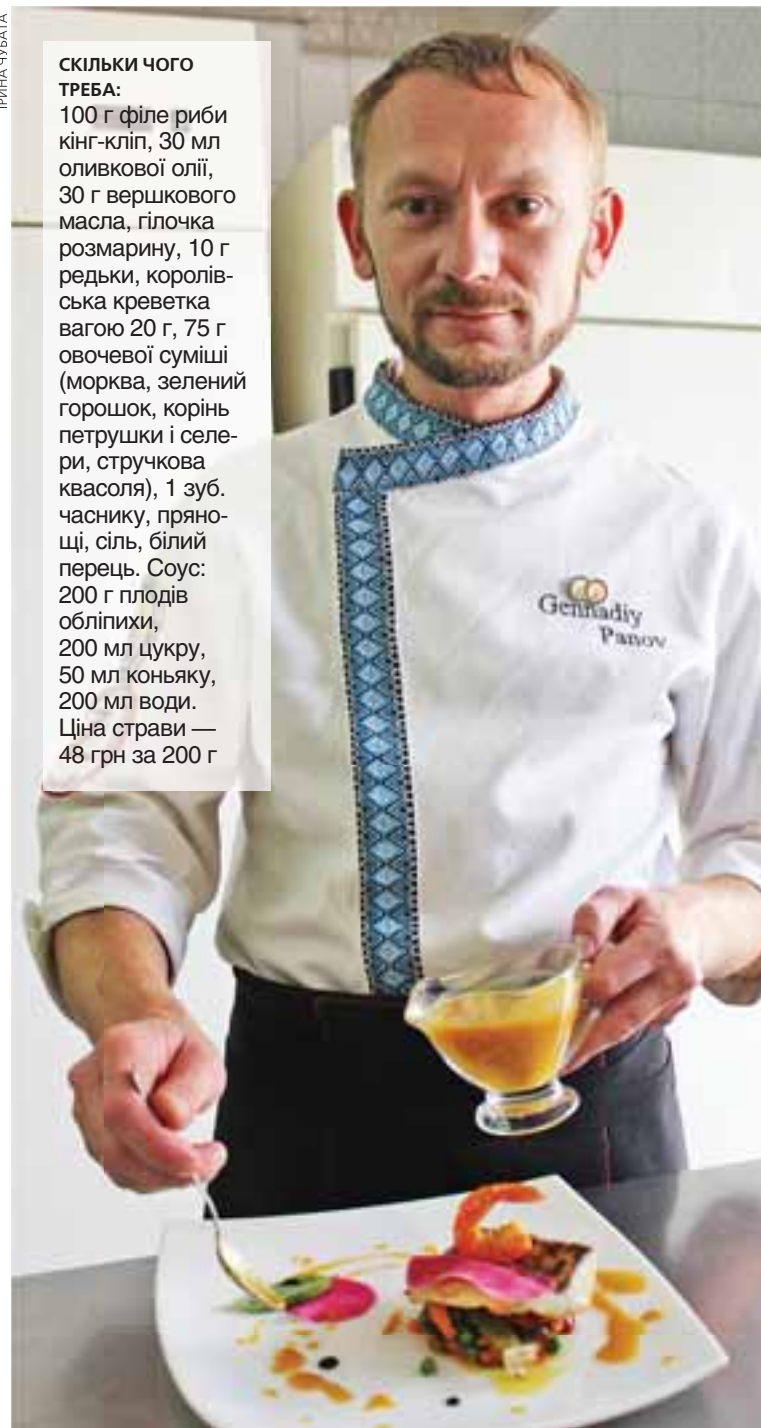 ІРИНА ЧУБАТА
СКІЛЬКИ ЧОГО
ТРЕБА:
100 г філе риби
кінг-кліп, 30 мл
оливкової олії,
30 г вершкового
масла, гілочка
розмарину, 10 г
редьки, королів-
ська креветка
вагою 20 г, 75 г
овочевої суміші
(морква, зелений
горошок, корінь
петрушки і селе-
ри, стручкова
квасоля), 1 зуб.
часнику, пряно-
щі, сіль, білий
перець. Соус:
200 г плодів
обліпихи,
200 мл цукру,
50 мл коньяку,
200 мл води.
Ціна страви —
48 грн за 200 г
Gennadiy
Panov